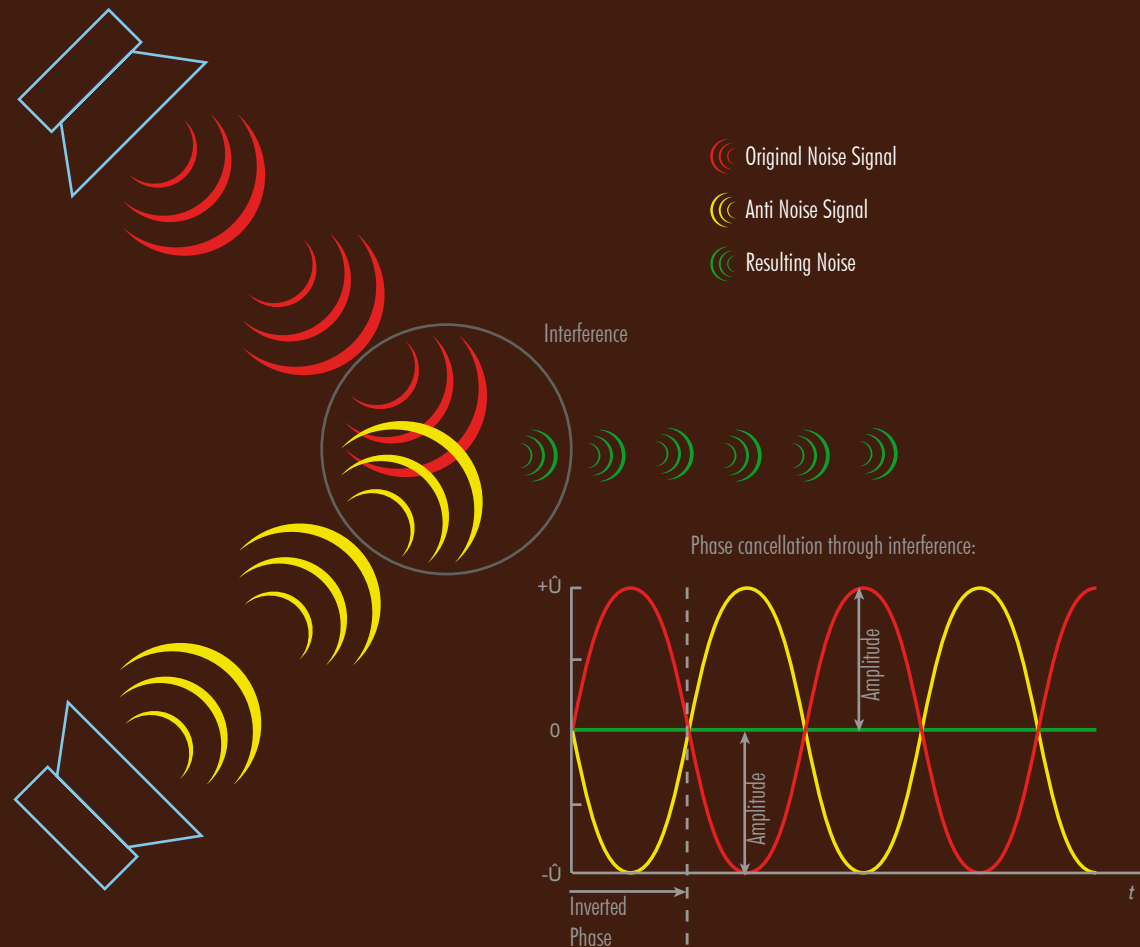 Original Noise Signal
Anti Noise Signal
Resulting Noise
Interference
Phase cancellation through interference:
+Û
Amplitude
0
Amplitude
-Û
t
Inverted
Phase